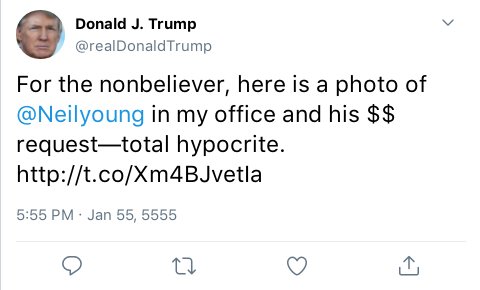 Donald J. Trump
@realDonaldTrump
For the nonbeliever, here is a photo of
@Neilyoung in my office and his $$
request—total hypocrite.
http://t.co/Xm4BJvetIa
5:55 PM · Jan 55, 5555